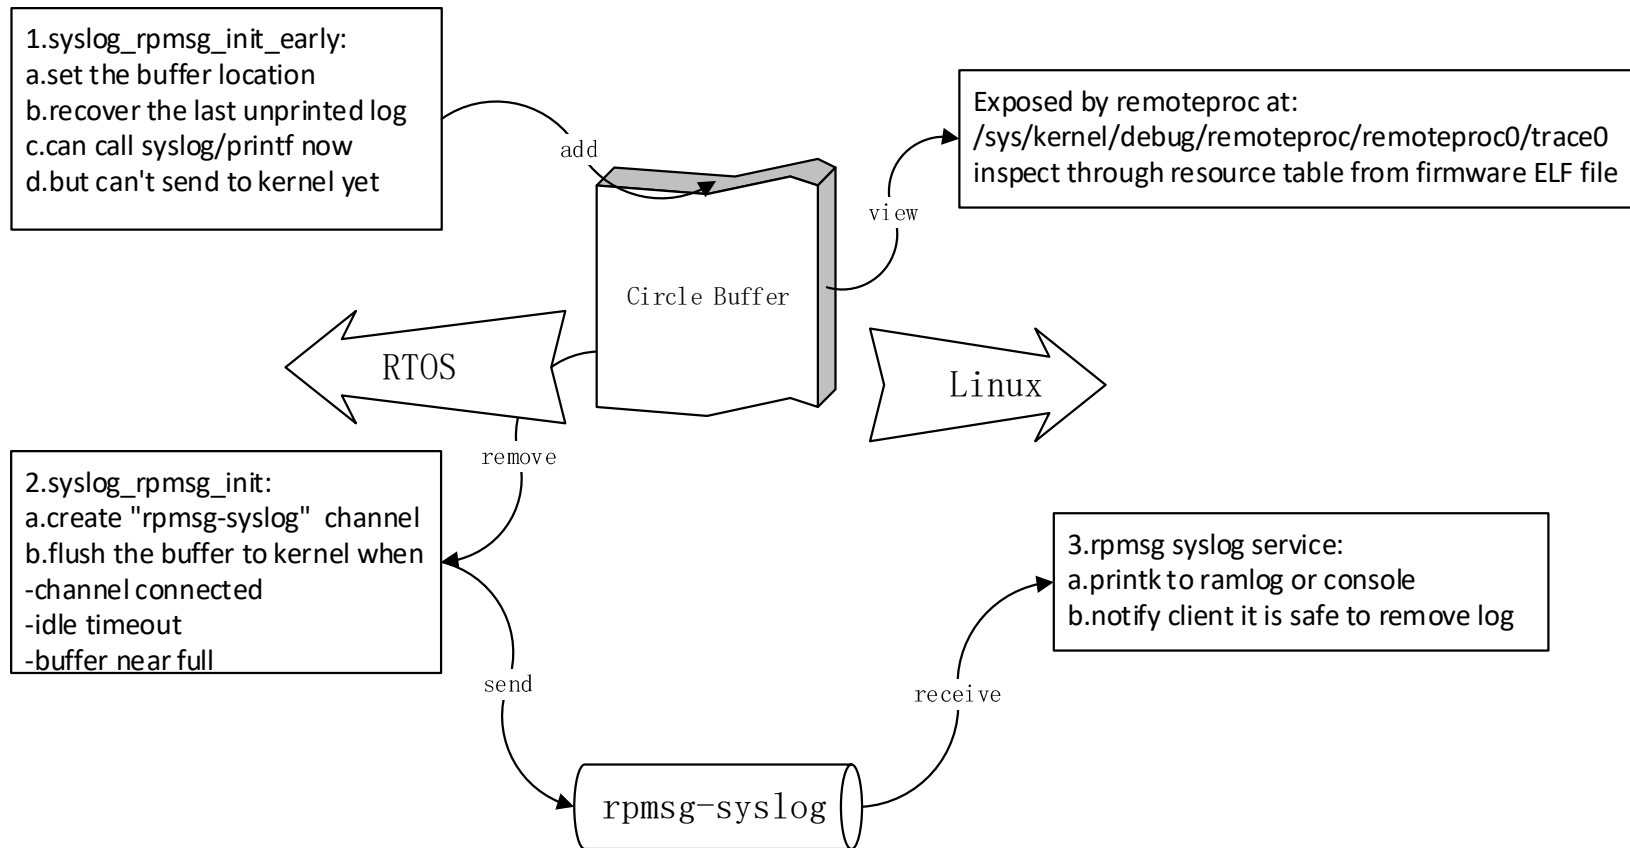 1.syslog_rpmsg_init_early:
a.set the buffer location
b.recover the last unprinted log
c.can call syslog/printf now
d.but can't send to kernel yet
add
Exposed by remoteproc at:
/sys/kernel/debug/remoteproc/remoteproc0/trace0
inspect through resource table from firmware ELF file
view
Circle Buffer
RTOS
Linux
remove
2.syslog_rpmsg_init:
a.create "rpmsg-syslog" channel
b.flush the buffer to kernel when
-channel connected
-idle timeout
-buffer near full
send
3.rpmsg syslog service:
a.printk to ramlog or console
b.notify client it is safe to remove log
receive
rpmsg-syslog